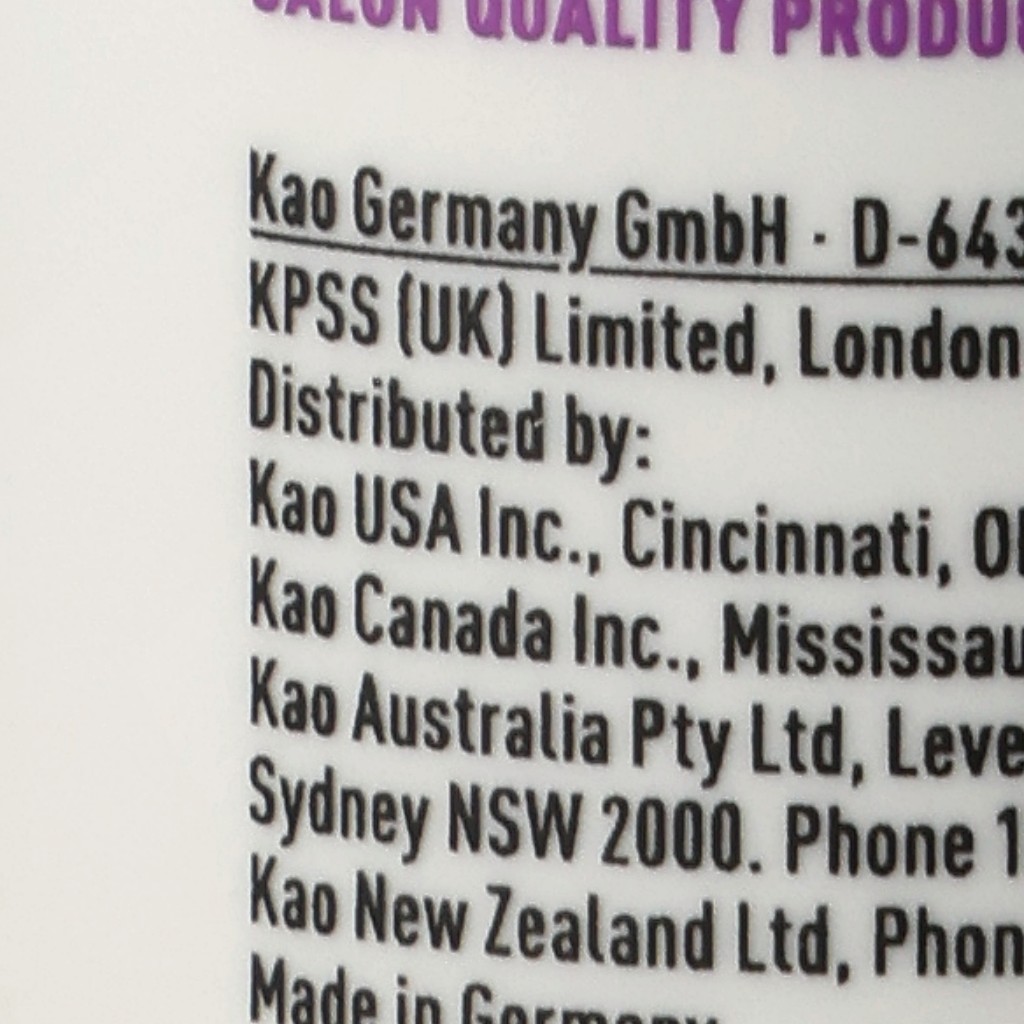 SALON QUALITY PRODU
Kao Germany GmbH · D-643
KPSS (UK) Limited, London
Distributed by:
Kao USA Inc., Cincinnati, O
Kao Canada Inc., Mississau
Kao Australia Pty Ltd, Leve
Sydney NSW 2000. Phone 1
Kao New Zealand Ltd, Phon
Made in Germany